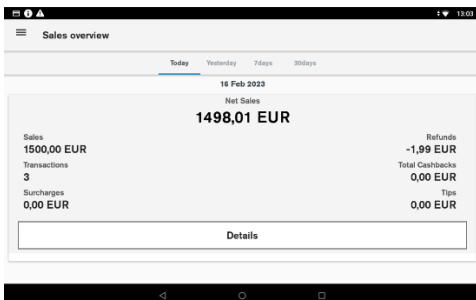 13:03
Sales overview
Today Yesterday 7days 30days
16 Feb 2023
Net Sales
1498,01 EUR
Sales Refunds
1500,00 EUR -1,99 EUR
Transactions Total Cashbacks
3 0,00 EUR
Surcharges Tips
0,00 EUR 0,00 EUR
Details